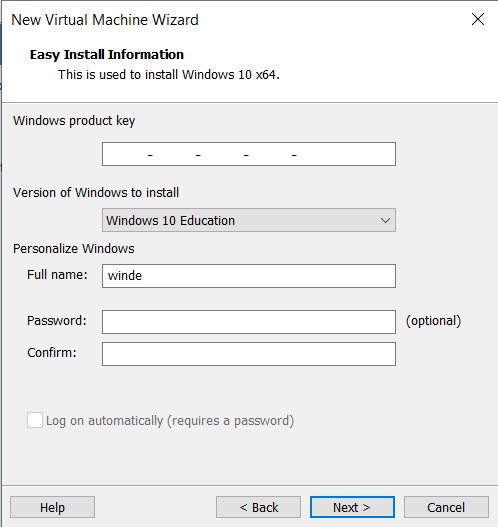 New Virtual Machine Wizard
Easy Install Information
This is used to install Windows 10 x64.
Windows product key
- - - -
Version of Windows to install
Windows 10 Education
Personalize Windows
Full name: winde
Password: (optional)
Confirm:
Log on automatically (requires a password)
Help < Back Next > Cancel